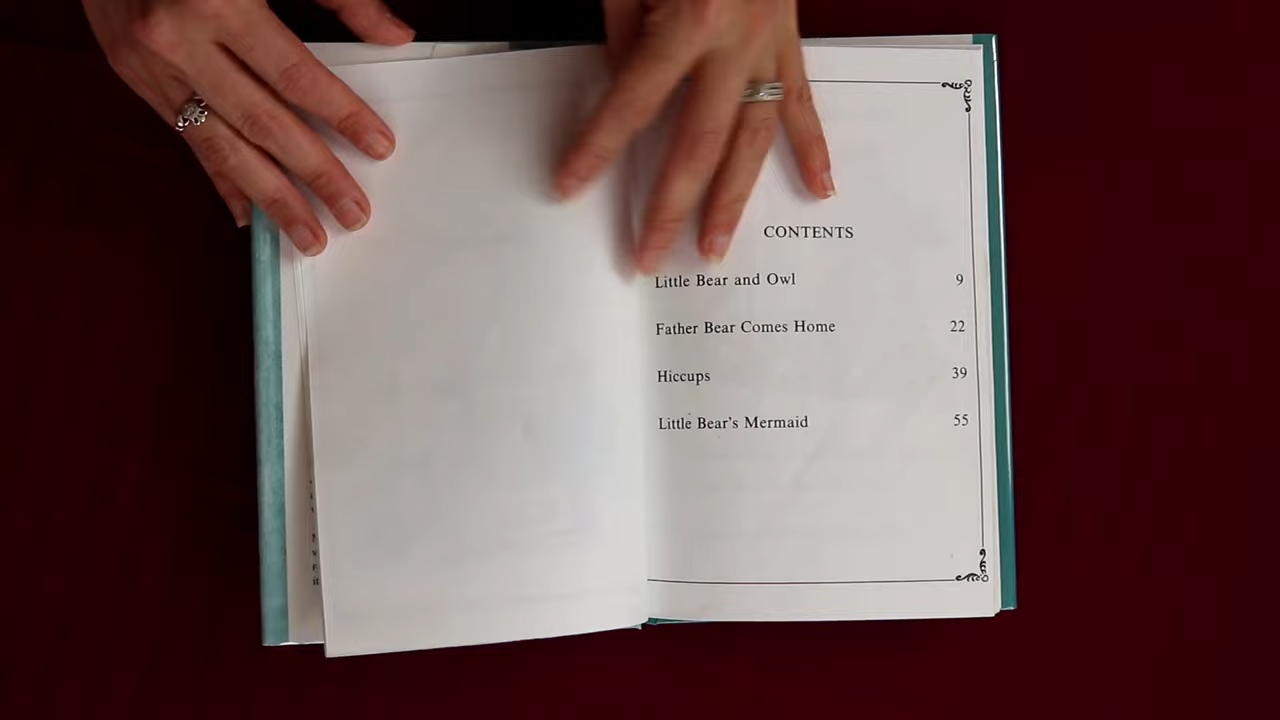 CONTENTS
Little Bear and Owl 9
Father Bear Comes Home 22
Hiccups 39
Little Bear's Mermaid 55